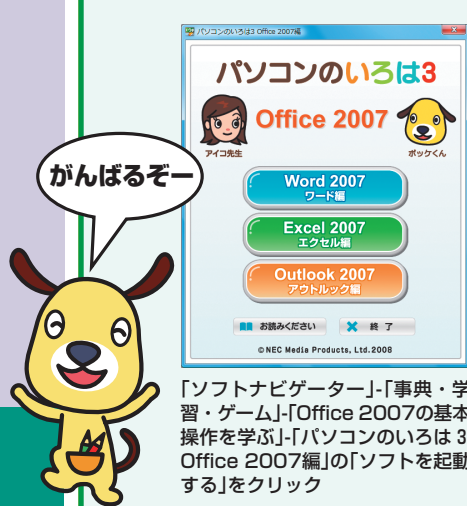 パソコンのいろは3 Office 2007編
パソコンのいろは3
Office 2007
アイコ先生
ポッケくん
がんばるぞー
Word 2007
ワード編
Excel 2007
エクセル編
Outlook 2007
アウトルック編
お読みください
終 了
©NEC Media Products, Ltd.2008
「ソフトナビゲーター」-「事典・学
習・ゲーム」-「Office 2007の基本
操作を学ぶ」-「パソコンのいろは 3
Office 2007編」の「ソフトを起動
する」をクリック